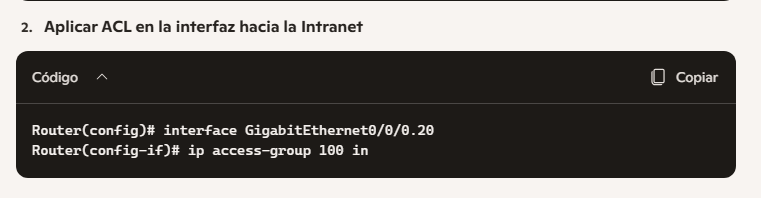 2. Aplicar ACL en la interfaz hacia la Intranet
Código
Copiar
Router(config)# interface GigabitEthernet0/0/0.20
Router(config-if)# ip access-group 100 in